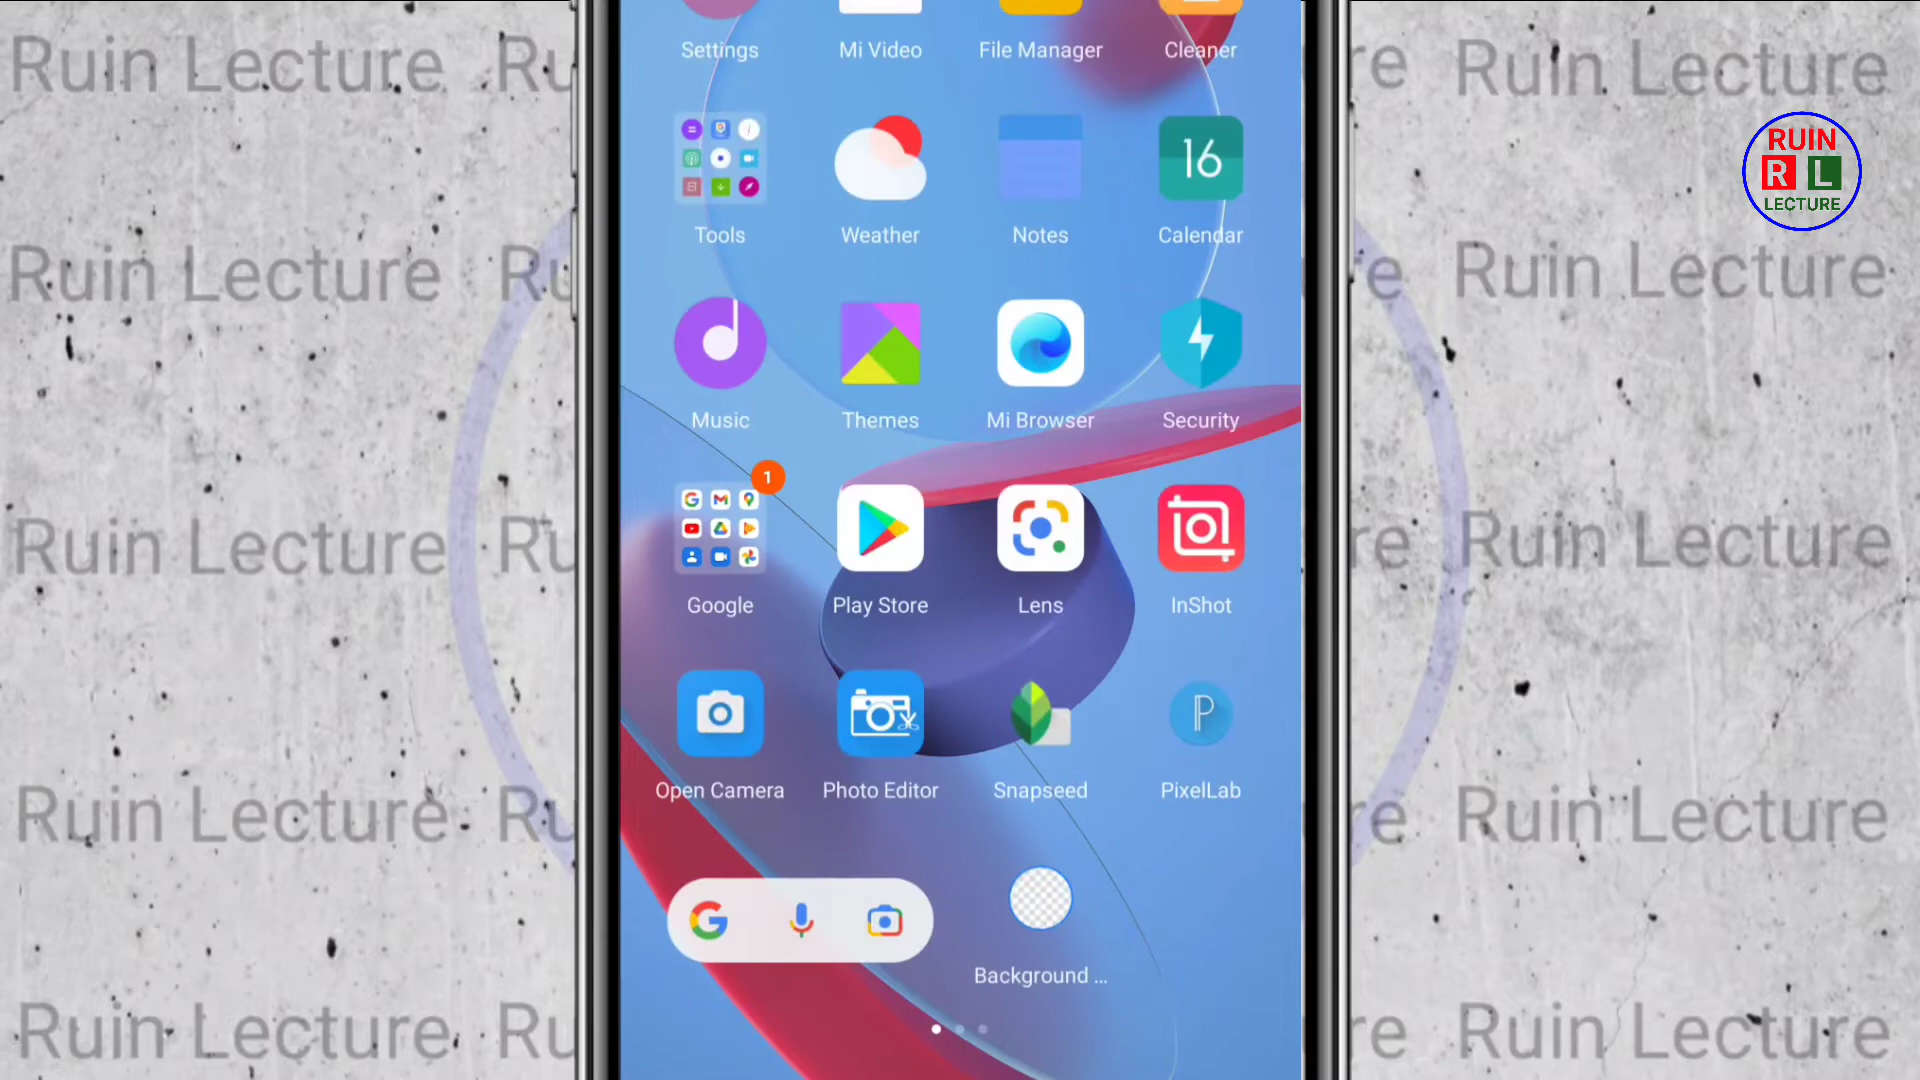 Ruin Lecture Ru
re Ruin Lecture
Settings Mi Video File Manager Cleaner
RUIN
R L
LECTURE
16
Tools Weather Notes Calendar
Ruin Lecture Ru
re Ruin Lecture
Music Themes Mi Browser Security
1
Ruin Lecture Ru
re Ruin Lecture
Google Play Store Lens InShot
P
Open Camera Photo Editor Snapseed PixelLab
Ruin Lecture Ru
re Ruin Lecture
G
Background ...
Ruin Lecture Ru
re Ruin Lecture